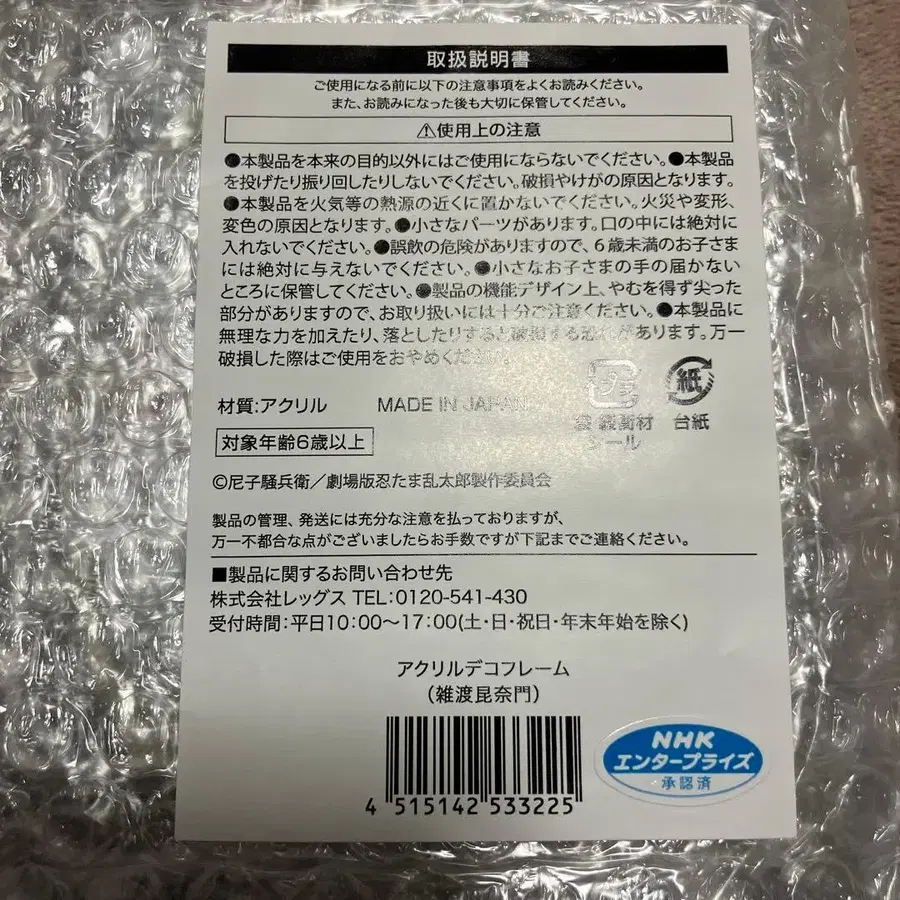 取扱説明書
ご使用になる前に以下の注意事項をよくお読みください。
また、お読みになった後も大切に保管してください。
⚠使用上の注意
●本製品を本来の目的以外にはご使用にならないでください。●本製品
を投げたり振り回したりしないでください。破損やけがの原因となります。
●本製品を火気等の熱源の近くに置かないでください。火災や変形、
変色の原因となります。●小さなパーツがあります。口の中には絶対に
入れないでください。●誤飲の危険がありますので、6歳未満のお子さま
には絶対に与えないでください。●小さなお子さまの手の届かない
ところに保管してください。●製品の機能デザイン上、やむを得ず尖った
部分がありますので、お取り扱いには十分ご注意ください。●本製品に
無理な力を加えたり、落としたりすると破損する恐れがあります。万一
破損した際はご使用をおやめください。
材質:アクリル MADE IN JAPAN
プラ 紙
袋・緩衝材 台紙
シール
対象年齢6歳以上
©尼子騒兵衛／劇場版忍たま乱太郎製作委員会
製品の管理、発送には充分な注意を払っておりますが、
万一不都合な点がございましたらお手数ですが下記までご連絡ください。
■製品に関するお問い合わせ先
株式会社レッグス TEL:0120-541-430
受付時間:平日10:00〜17:00(土・日・祝日・年末年始を除く)
アクリルデコフレーム
(雑渡昆奈門)
4 515142 533225
NHK
エンタープライズ
承認済